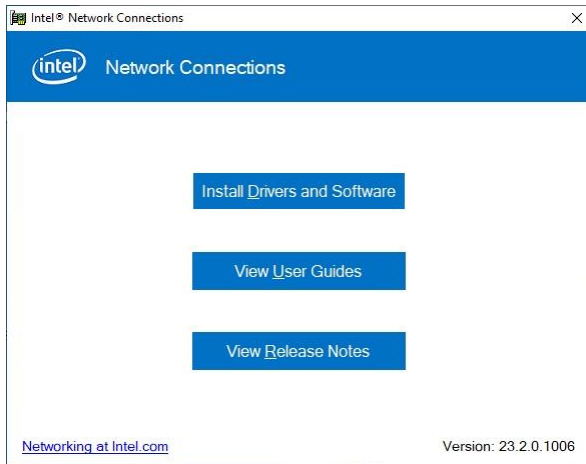 Intel® Network Connections
intel
Network Connections
Install Drivers and Software
View User Guides
View Release Notes
Networking at Intel.com
Version: 23.2.0.1006